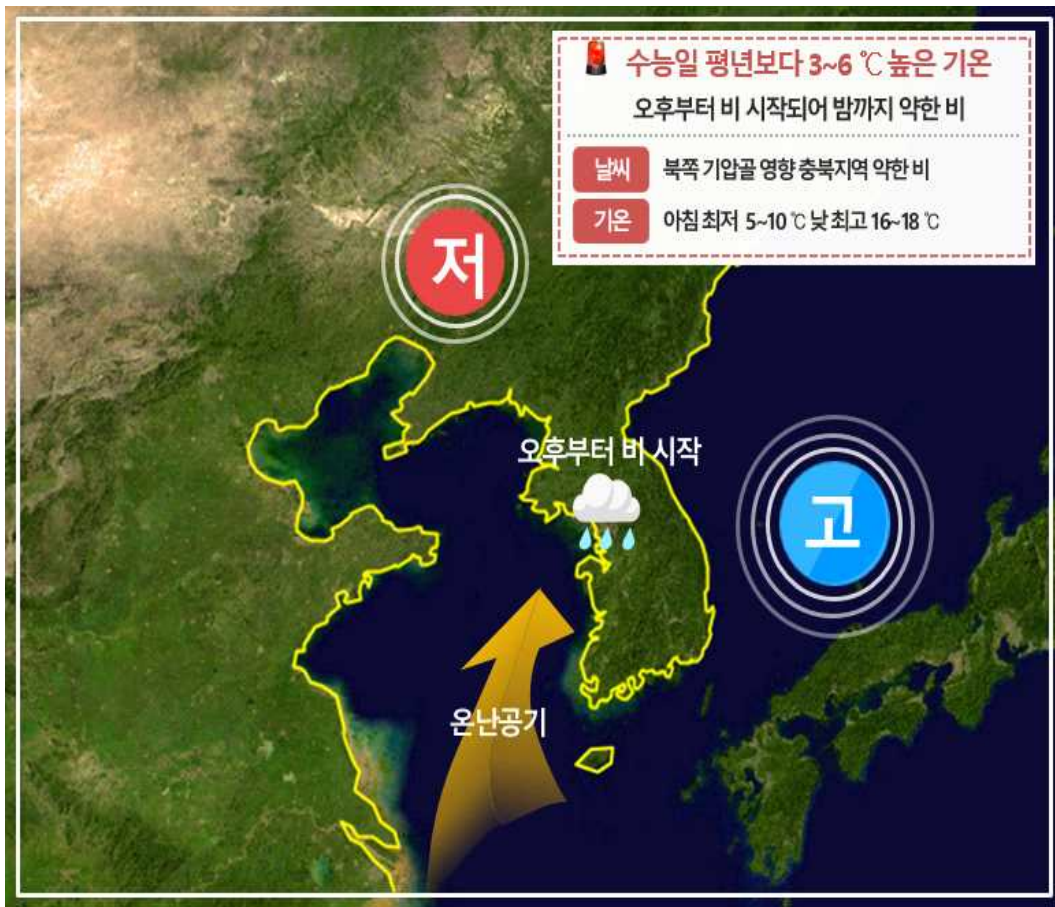 수능일 평년보다 3~6 ℃ 높은 기온
오후부터 비 시작되어 밤까지 약한 비
날씨 북쪽 기압골 영향 충북지역 약한 비
기온 아침 최저 5~10 ℃ 낮 최고 16~18 ℃
저
오후부터 비 시작
고
온난공기